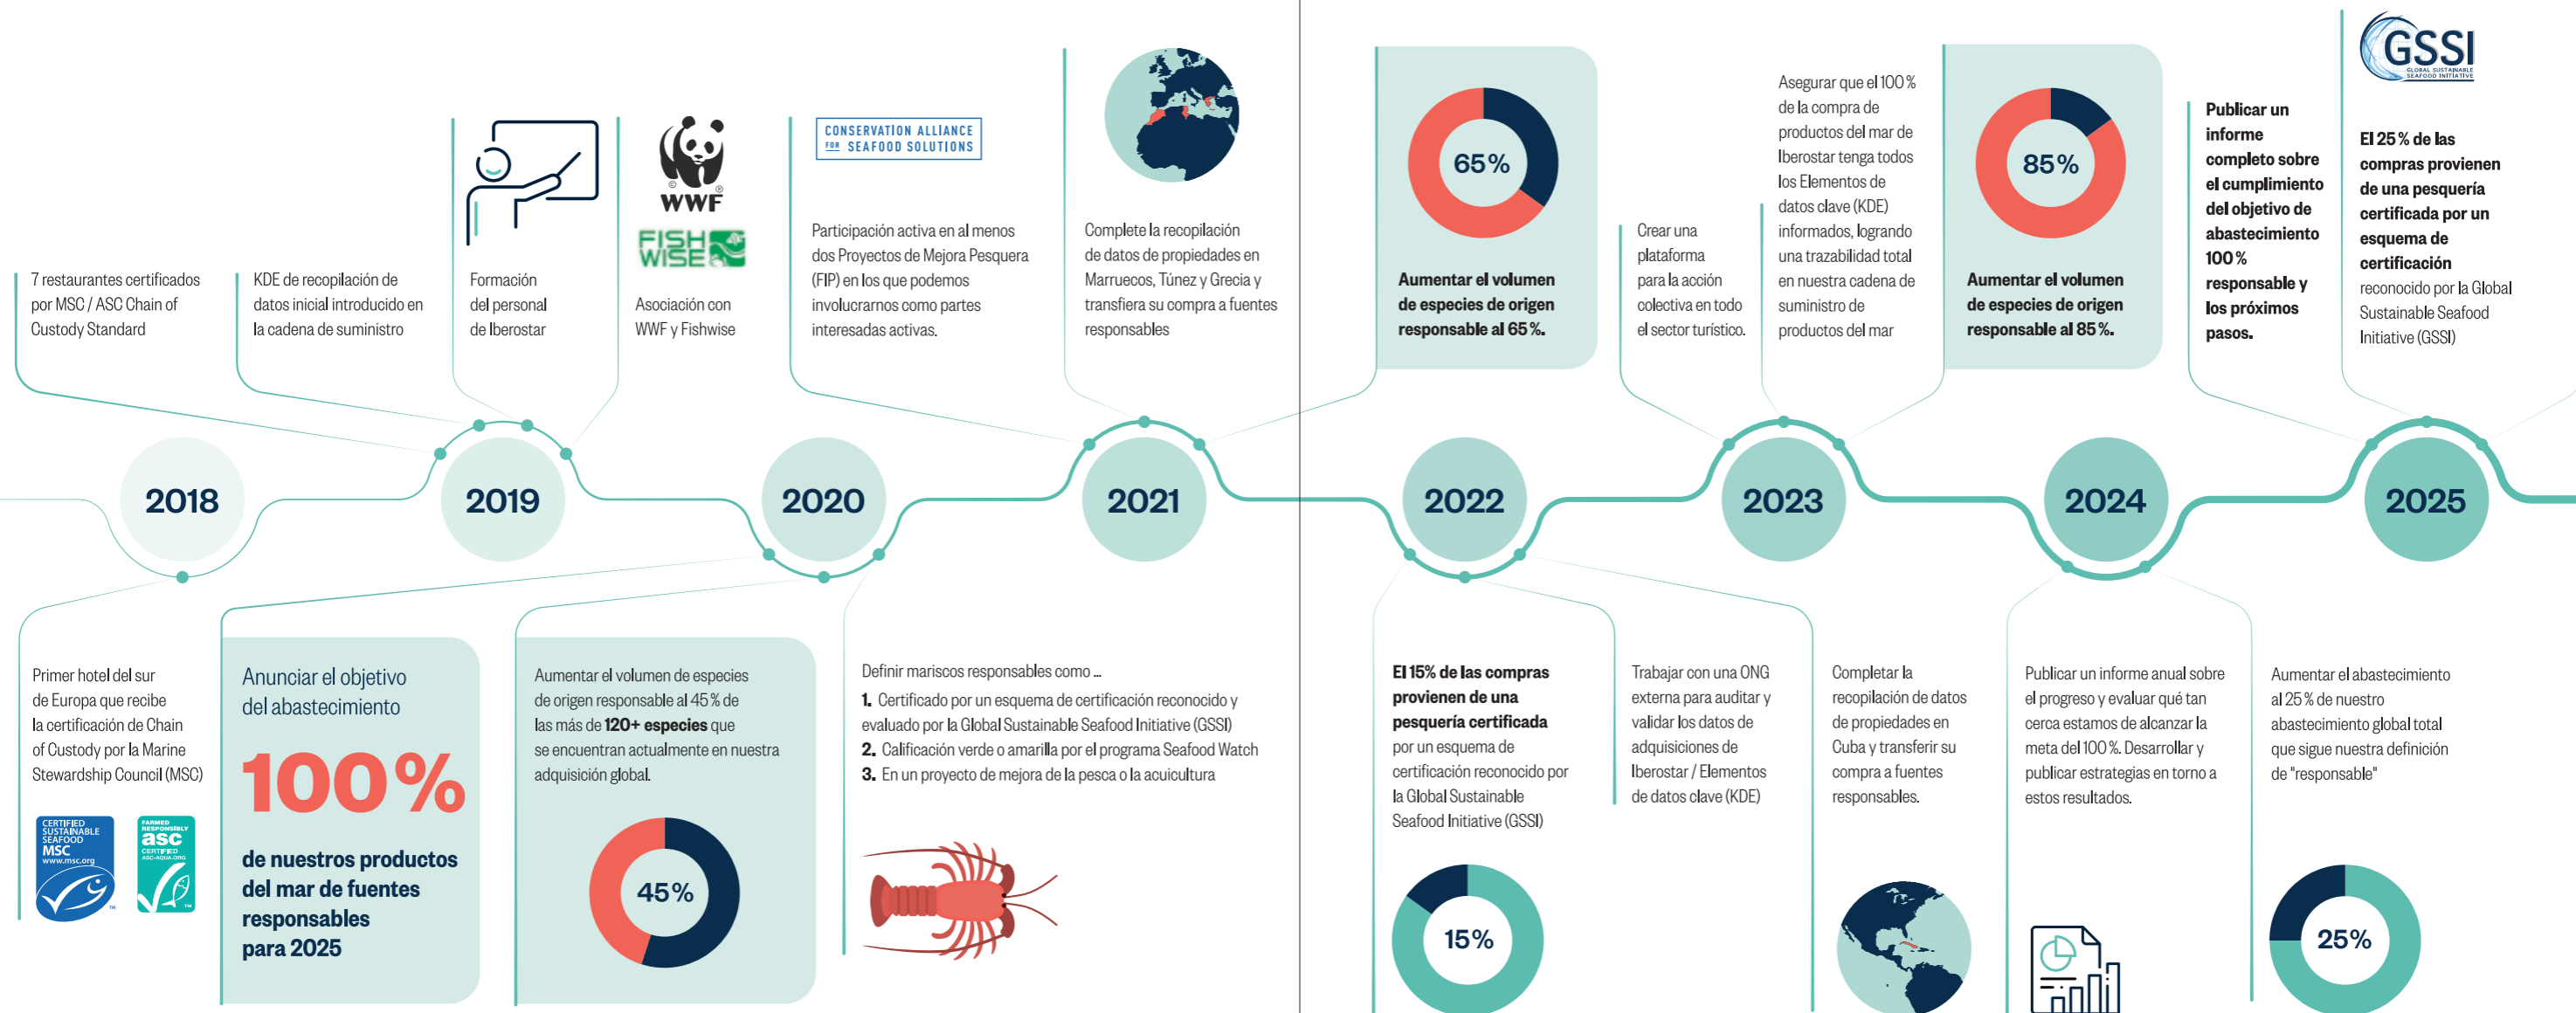 7 restaurantes certificados
por MSC / ASC Chain of
Custody Standard
KDE de recopilación de
datos inicial introducido en
la cadena de suministro
Formación
del personal
de Iberostar
©
®
WWF
FISH
WISE
Asociación con
WWF y Fishwise
CONSERVATION ALLIANCE
FOR SEAFOOD SOLUTIONS
Participación activa en al menos
dos Proyectos de Mejora Pesquera
(FIP) en los que podemos
involucrarnos como partes
interesadas activas.
Complete la recopilación
de datos de propiedades en
Marruecos, Túnez y Grecia y
transfiera su compra a fuentes
responsables
65%
Aumentar el volumen
de especies de origen
responsable al 65%.
Crear una
plataforma
para la acción
colectiva en todo
el sector turístico.
Asegurar que el 100%
de la compra de
productos del mar de
Iberostar tenga todos
los Elementos de
datos clave (KDE)
informados, logrando
una trazabilidad total
en nuestra cadena de
suministro de
productos del mar
85%
Aumentar el volumen
de especies de origen
responsable al 85%.
Publicar un
informe
completo sobre
el cumplimiento
del objetivo de
abastecimiento
100%
responsable y
los próximos
pasos.
GSSI
GLOBAL SUSTAINABLE
SEAFOOD INITIATIVE
El 25% de las
compras provienen
de una pesquería
certificada por un
esquema de
certificación
reconocido por la Global
Sustainable Seafood
Initiative (GSSI)
2018
2019
2020
2021
2022
2023
2024
2025
Primer hotel del sur
de Europa que recibe
la certificación de Chain
of Custody por la Marine
Stewardship Council (MSC)
CERTIFIED
SUSTAINABLE
SEAFOOD
MSC
www.msc.org
TM
FARMED
RESPONSIBLY
asc
CERTIFIED
ASC-AQUA.ORG
TM
Anunciar el objetivo
del abastecimiento
100%
de nuestros productos
del mar de fuentes
responsables
para 2025
Aumentar el volumen de especies
de origen responsable al 45% de
las más de 120+ especies que
se encuentran actualmente en nuestra
adquisición global.
45%
Definir mariscos responsables como ...
1. Certificado por un esquema de certificación reconocido y
evaluado por la Global Sustainable Seafood Initiative (GSSI)
2. Calificación verde o amarilla por el programa Seafood Watch
3. En un proyecto de mejora de la pesca o la acuicultura
El 15% de las compras
provienen de una
pesquería certificada
por un esquema de
certificación reconocido por
la Global Sustainable
Seafood Initiative (GSSI)
15%
Trabajar con una ONG
externa para auditar y
validar los datos de
adquisiciones de
Iberostar / Elementos
de datos clave (KDE)
Completar la
recopilación de datos
de propiedades en
Cuba y transferir su
compra a fuentes
responsables.
Publicar un informe anual sobre
el progreso y evaluar qué tan
cerca estamos de alcanzar la
meta del 100%. Desarrollar y
publicar estrategias en torno a
estos resultados.
Aumentar el abastecimiento
al 25% de nuestro
abastecimiento global total
que sigue nuestra definición
de "responsable"
25%